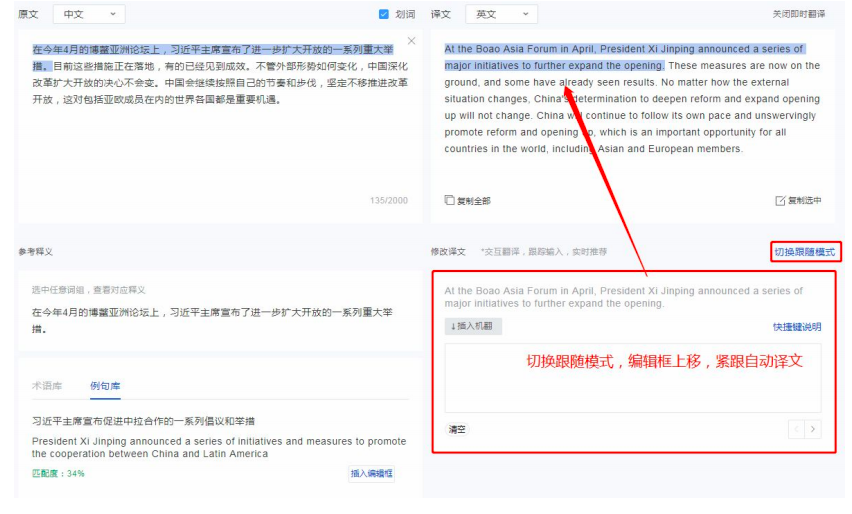 原文 中文 划词
译文 英文 关闭即时翻译
在今年4月的博鳌亚洲论坛上，习近平主席宣布了进一步扩大开放的一系列重大举
措。目前这些措施正在落地，有的已经见到成效。不管外部形势如何变化，中国深化
改革扩大开放的决心不会变。中国会继续按照自己的节奏和步伐，坚定不移推进改革
开放，这对包括亚欧成员在内的世界各国都是重要机遇。
135/2000
At the Boao Asia Forum in April, President Xi Jinping announced a series of
major initiatives to further expand the opening. These measures are now on the
ground, and some have already seen results. No matter how the external
situation changes, China's determination to deepen reform and expand opening
up will not change. China will continue to follow its own pace and unswervingly
promote reform and opening up, which is an important opportunity for all
countries in the world, including Asian and European members.
复制全部 复制选中
参考释义
选中任意词组，查看对应释义
在今年4月的博鳌亚洲论坛上，习近平主席宣布了进一步扩大开放的一系列重大举
措。
术语库 例句库
习近平主席宣布促进中拉合作的一系列倡议和举措
President Xi Jinping announced a series of initiatives and measures to promote
the cooperation between China and Latin America
匹配度：34% 插入编辑框
修改译文 *交互翻译，跟踪输入，实时推荐 切换跟随模式
At the Boao Asia Forum in April, President Xi Jinping announced a series of
major initiatives to further expand the opening.
↓插入机翻 快捷键说明
切换跟随模式，编辑框上移，紧跟自动译文
清空